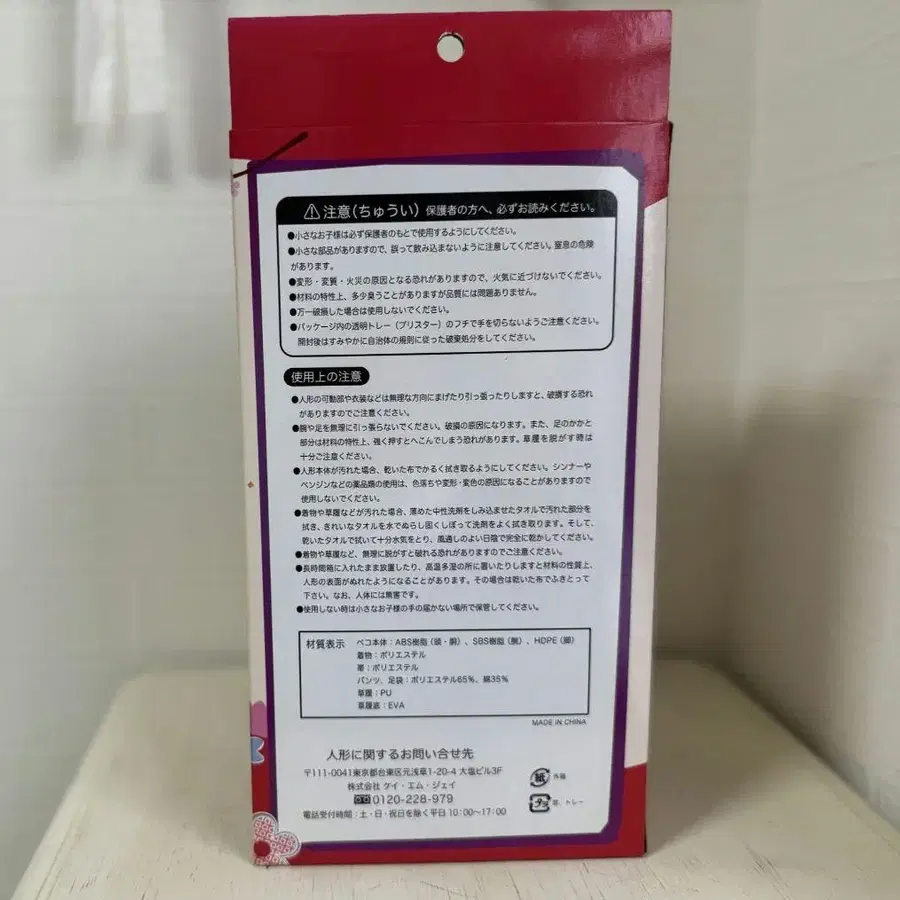 ⚠注意(ちゅうい) 保護者の方へ、必ずお読みください。
●小さなお子様は必ず保護者のもとで使用するようにしてください。
●小さな部品がありますので、誤って飲み込まないように注意してください。窒息の危険
があります。
●変形・変質・火災の原因となる恐れがありますので、火気に近づけないでください。
●材料の特性上、多少臭うことがありますが品質には問題ありません。
●万一破損した場合は使用しないでください。
●パッケージ内の透明トレー(ブリスター)のフチで手を切らないようご注意ください。
開封後はすみやかに自治体の規則に従った破棄処分をしてください。
使用上の注意
●人形の可動部や衣装などは無理な方向にまげたり引っ張ったりしますと、破損する恐れ
がありますのでご注意ください。
●腕や足を無理に引っ張らないでください。破損の原因になります。また、足のかかと
部分は材料の特性上、強く押すとへこんでしまう恐れがあります。草履を脱がす時は
十分ご注意ください。
●人形本体が汚れた場合、乾いた布でかるく拭き取るようにしてください。シンナーや
ベンジンなどの薬品類の使用は、色落ちや変形・変色の原因になることがありますので
使用しないでください。
●着物や草履などが汚れた場合、薄めた中性洗剤をしみ込ませたタオルで汚れた部分を
拭き、きれいなタオルを水でぬらし固くしぼって洗剤をよく拭き取ります。そして、
乾いたタオルで拭いて十分水気をとり、風通しのよい日陰で完全に乾かしてください。
●着物や草履など、無理に脱がすと破れる恐れがありますのでご注意ください。
●長時間箱に入れたまま放置したり、高温多湿の所に置いたりしますと材料の性質上、
人形の表面がぬれたようになることがあります。その場合は乾いた布でふきとって
下さい。なお、人体には無害です。
●使用しない時は小さなお子様の手の届かない場所で保管してください。
材質表示 ペコ本体:ABS樹脂(頭・胴)、SBS樹脂(腕)、HDPE(脚)
着物:ポリエステル
帯:ポリエステル
パンツ、足袋:ポリエステル65%、綿35%
草履:PU
草履底:EVA
MADE IN CHINA
人形に関するお問い合せ先
〒111-0041東京都台東区元浅草1-20-4 大塩ビル3F
株式会社 ケイ・エム・ジェイ
0120-228-979
電話受付時間:土・日・祝日を除く平日 10:00〜17:00
紙 外箱
プラ 窓、トレー